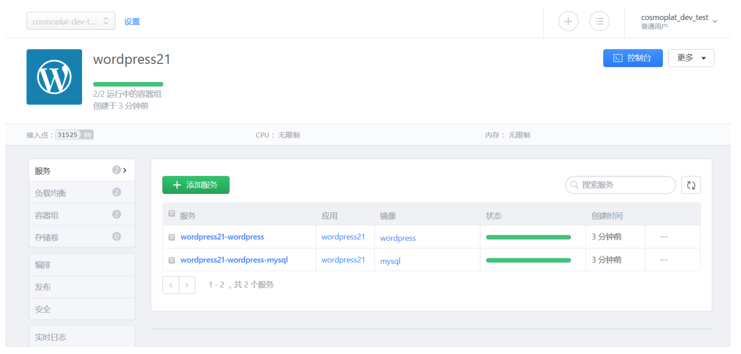 cosmoplat-dev-t... 设置
cosmoplat_dev_test
普通用户
wordpress21
控制台 更多
2/2 运行中的容器组
创建于 3 分钟前
接入点： 31525 80 CPU： 无限制 内存： 无限制
服务 2
负载均衡 2
容器组 2
存储卷 0
编排
发布
安全
实时日志
添加服务 搜索服务
服务 应用 镜像 状态 创建时间
wordpress21-wordpress wordpress21 wordpress 3 分钟前 ...
wordpress21-wordpress-mysql wordpress21 mysql 3 分钟前 ...
1 - 2 ，共 2 个服务